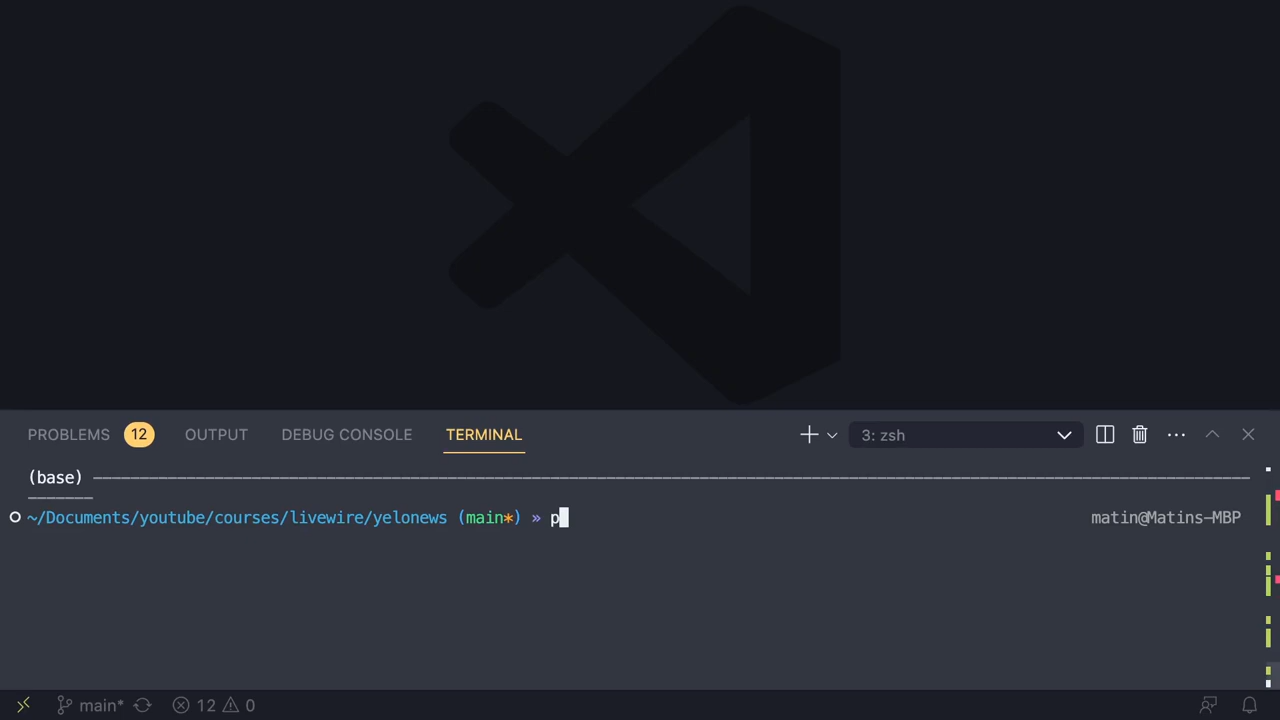 PROBLEMS 12 OUTPUT DEBUG CONSOLE TERMINAL 3: zsh
(base) ────────────────────────────────────────
~/Documents/youtube/courses/livewire/yelonews (main*) » p matin@Matins-MBP
main* 12 0